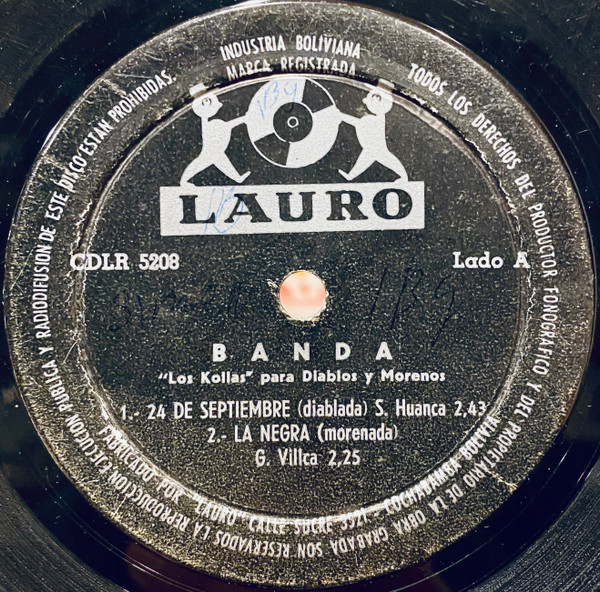 INDUSTRIA BOLIVIANA
MARCA REGISTRADA
TODOS LOS DERECHOS DEL PRODUCTOR FONOGRAFICO Y DEL PROPIETARIO DE LA OBRA GRABADA SON RESERVADOS LA REPRODUCCION, EJECUCION PUBLICA Y RADIODIFUSION DE ESTE DISCO ESTAN PROHIBIDAS.
LAURO
CDLR 5208
Lado A
BANDA
"Los Kollas" para Diablos y Morenos
1.- 24 DE SEPTIEMBRE (diablada) S. Huanca 2,43
2.- LA NEGRA (morenada)
G. Villca 2,25
FABRICADO POR "LAURO" CALLE SUCRE 3521 - COCHABAMBA, BOLIVIA